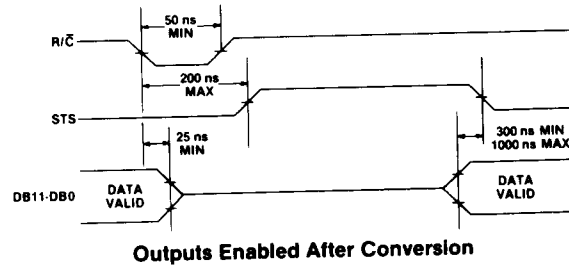 50 ns
MIN
R/C̅
200 ns
MAX
STS
25 ns
MIN
300 ns MIN
1000 ns MAX
DB11-DB0
DATA
VALID
DATA
VALID
Outputs Enabled After Conversion